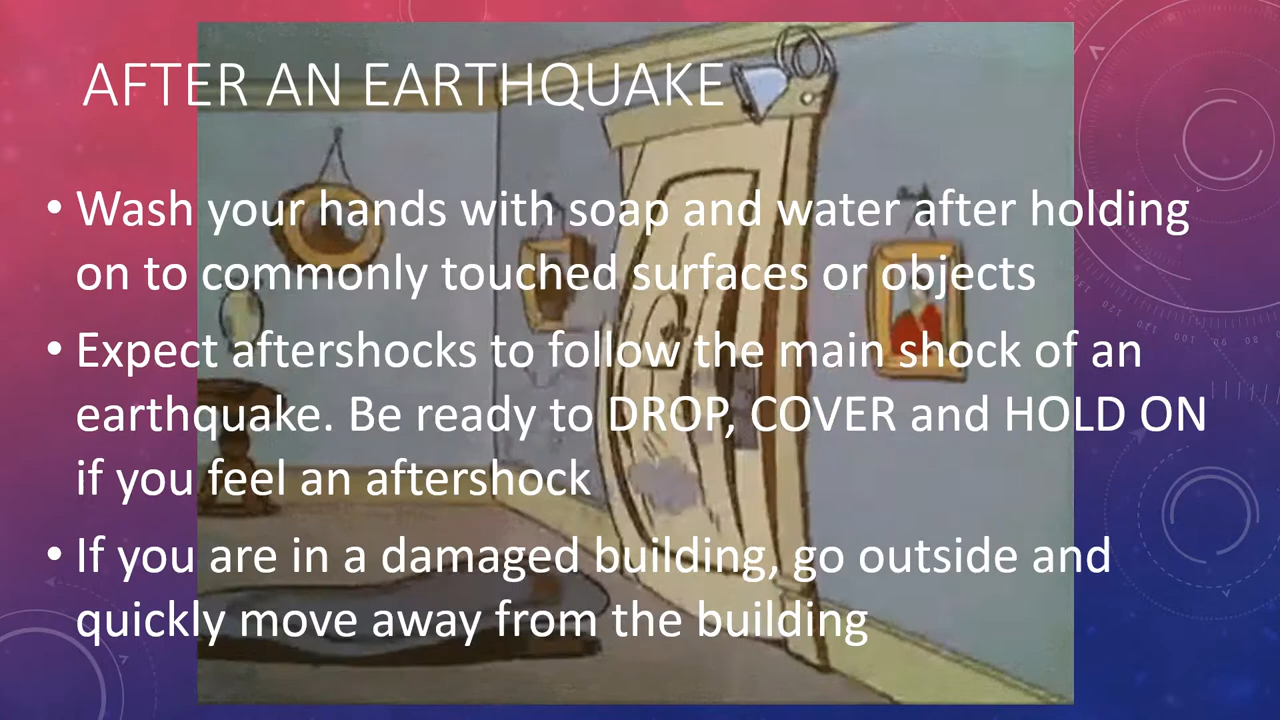 AFTER AN EARTHQUAKE
• Wash your hands with soap and water after holding
on to commonly touched surfaces or objects
• Expect aftershocks to follow the main shock of an
earthquake. Be ready to DROP, COVER and HOLD ON
if you feel an aftershock
• If you are in a damaged building, go outside and
quickly move away from the building